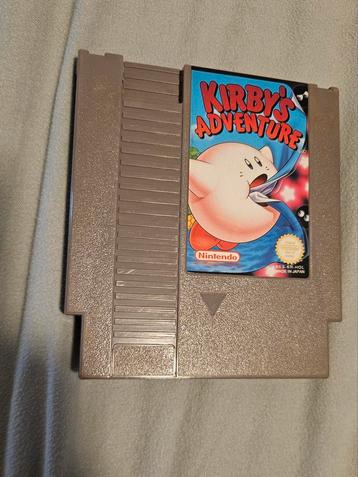 KIRBY'S
ADVENTURE
Nintendo
MADE IN JAPAN